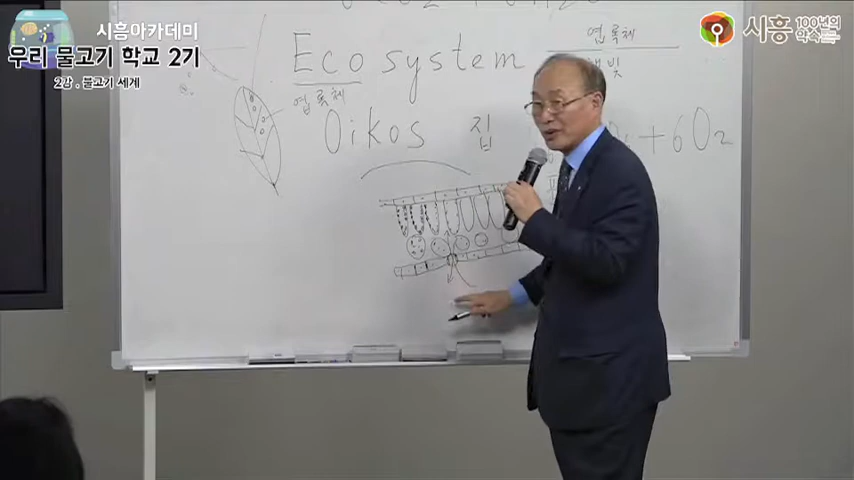 시흥아카데미
우리 물고기 학교 2기
2강. 물고기 세계
시흥 100년의 약속
Ecosystem
엽록체
엽록체
햇빛
Oikos 집
+ 6O₂